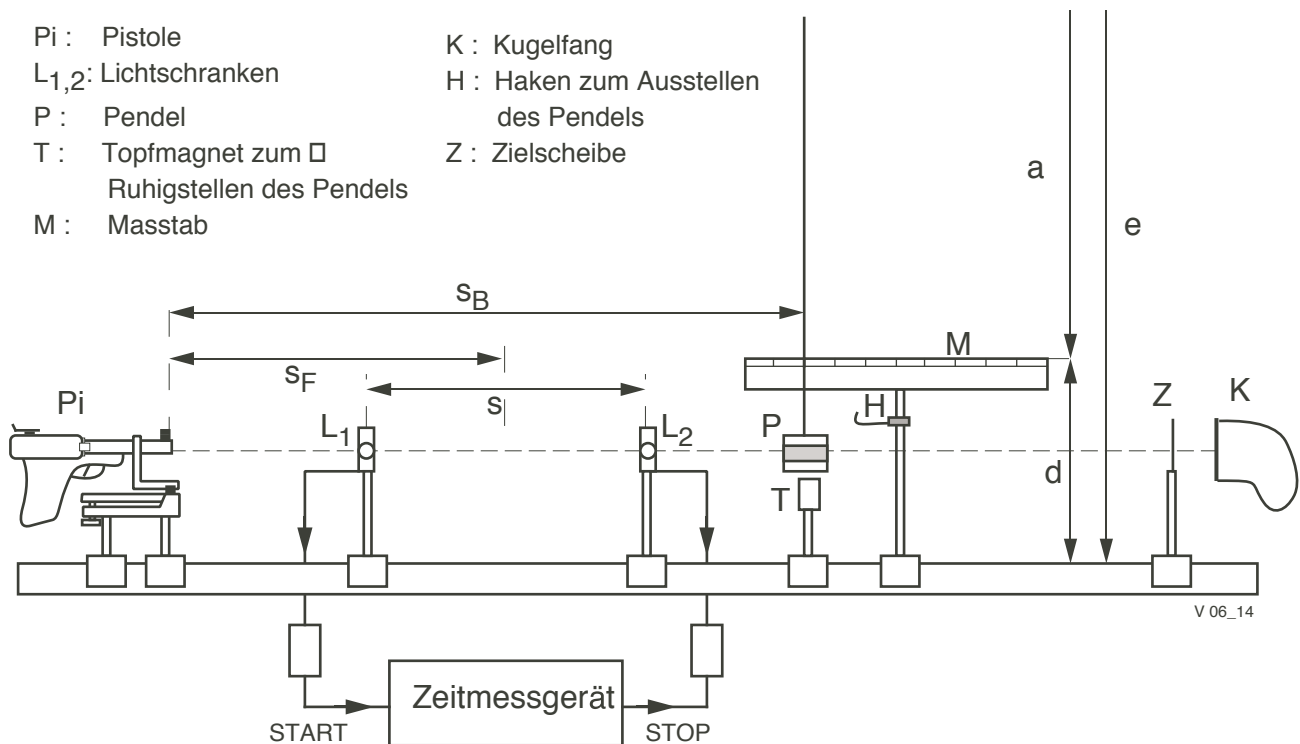 Pi : Pistole
L1,2: Lichtschranken
P : Pendel
T : Topfmagnet zum □
Ruhigstellen des Pendels
M : Masstab
K : Kugelfang
H : Haken zum Ausstellen
des Pendels
Z : Zielscheibe
a
e
sB
sF
s
M
Pi
L1
L2
P
H
Z
K
T
d
V 06_14
Zeitmessgerät
START
STOP